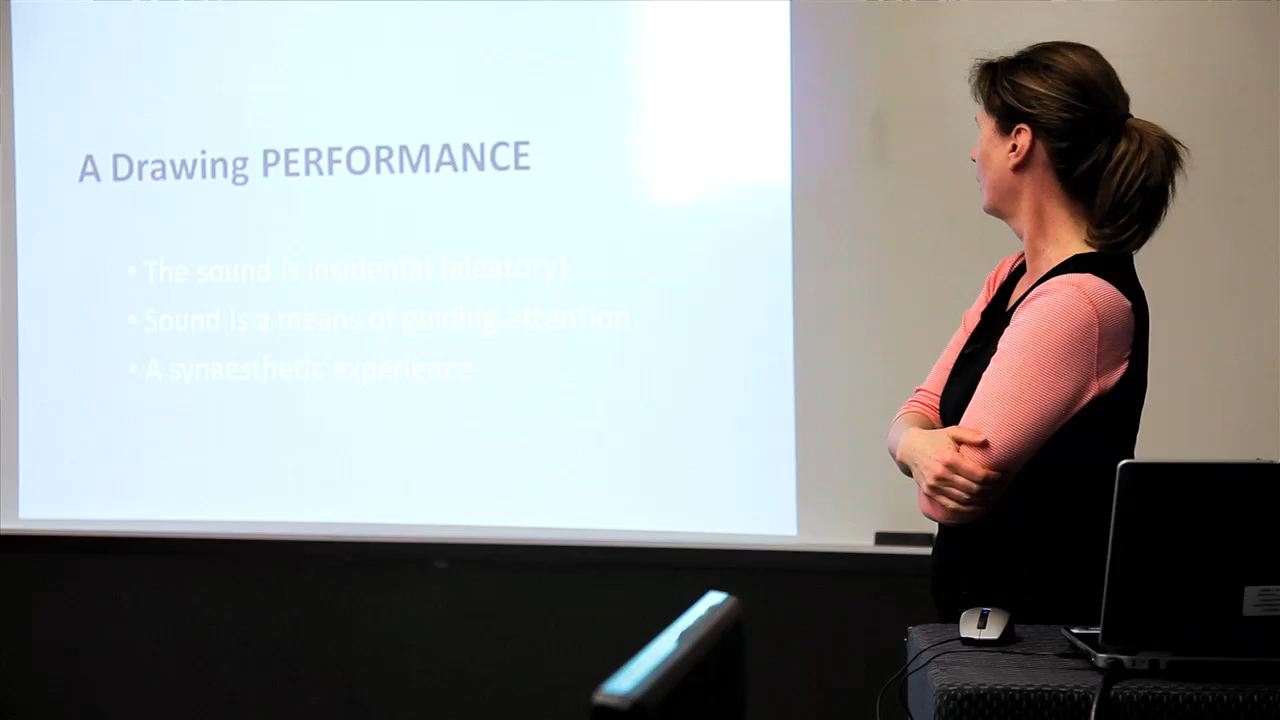 A Drawing PERFORMANCE
• The sound is incidental (aleatory)
• Sound is a means of guiding attention
• A synaesthetic experience